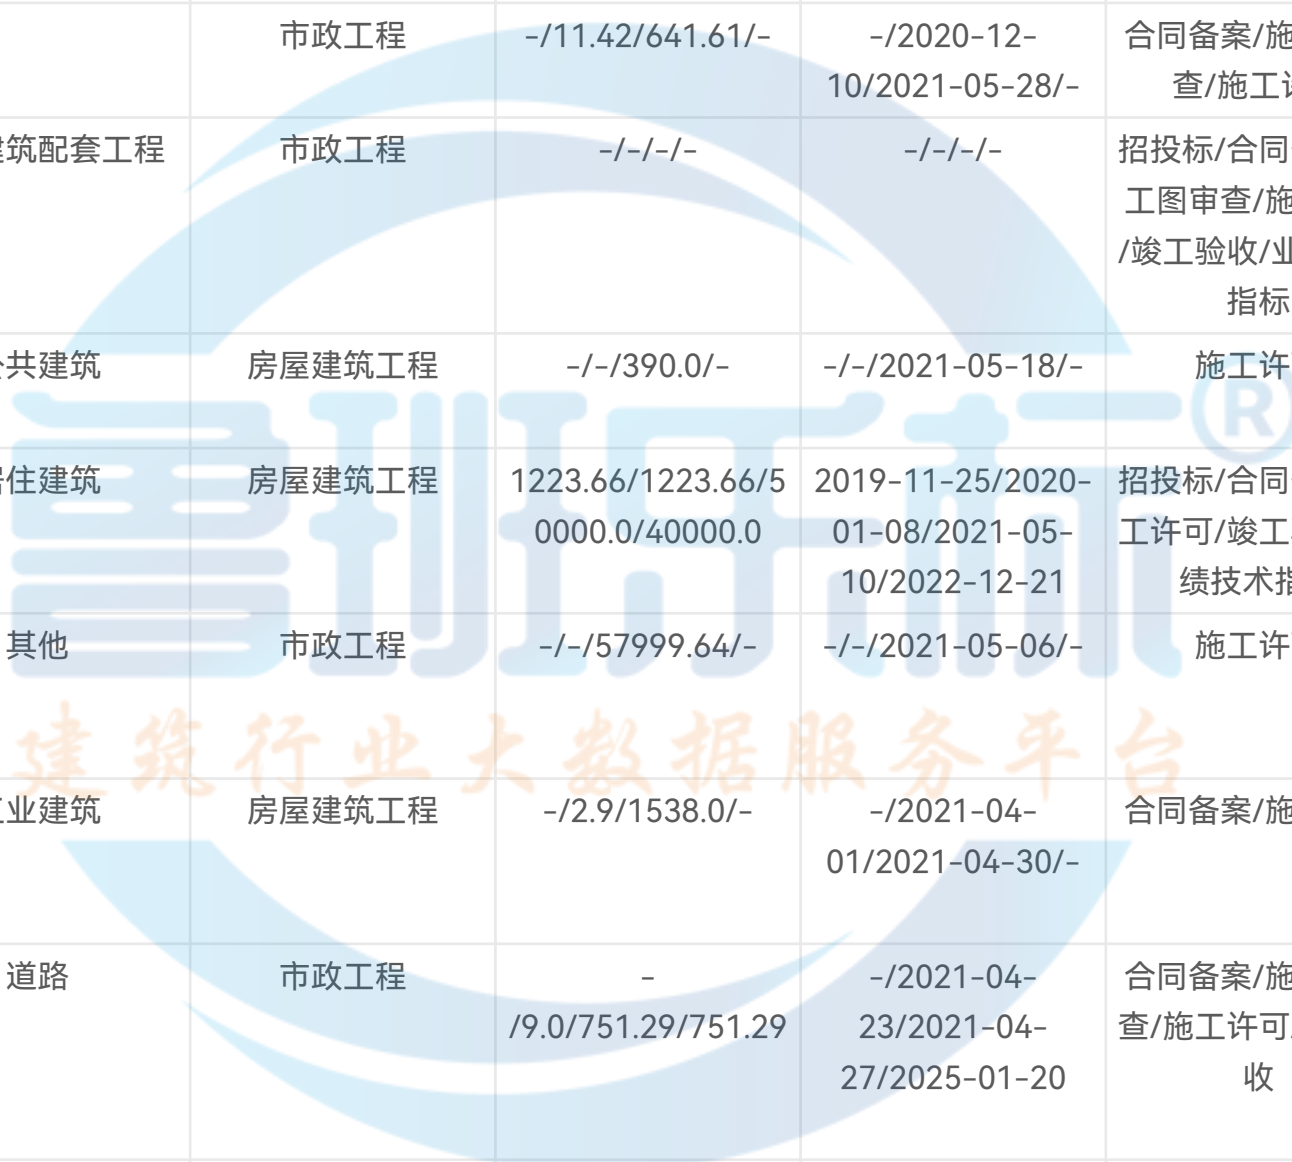 市政工程
-/11.42/641.61/-
-/2020-12-
10/2021-05-28/-
合同备案/施
查/施工
筑配套工程
市政工程
-/-/-/-
-/-/-/-
招投标/合同
工图审查/施
/竣工验收/业
指标
共建筑
房屋建筑工程
-/-/390.0/-
-/-/2021-05-18/-
施工许
住建筑
房屋建筑工程
1223.66/1223.66/5
0000.0/40000.0
2019-11-25/2020-
01-08/2021-05-
10/2022-12-21
招投标/合同
工许可/竣工
绩技术指
其他
市政工程
-/-/57999.64/-
-/-/2021-05-06/-
施工许
业建筑
房屋建筑工程
-/2.9/1538.0/-
-/2021-04-
01/2021-04-30/-
合同备案/施
道路
市政工程
-
/9.0/751.29/751.29
-/2021-04-
23/2021-04-
27/2025-01-20
合同备案/施
查/施工许可
收
鲁班乐标®
建筑行业大数据服务平台